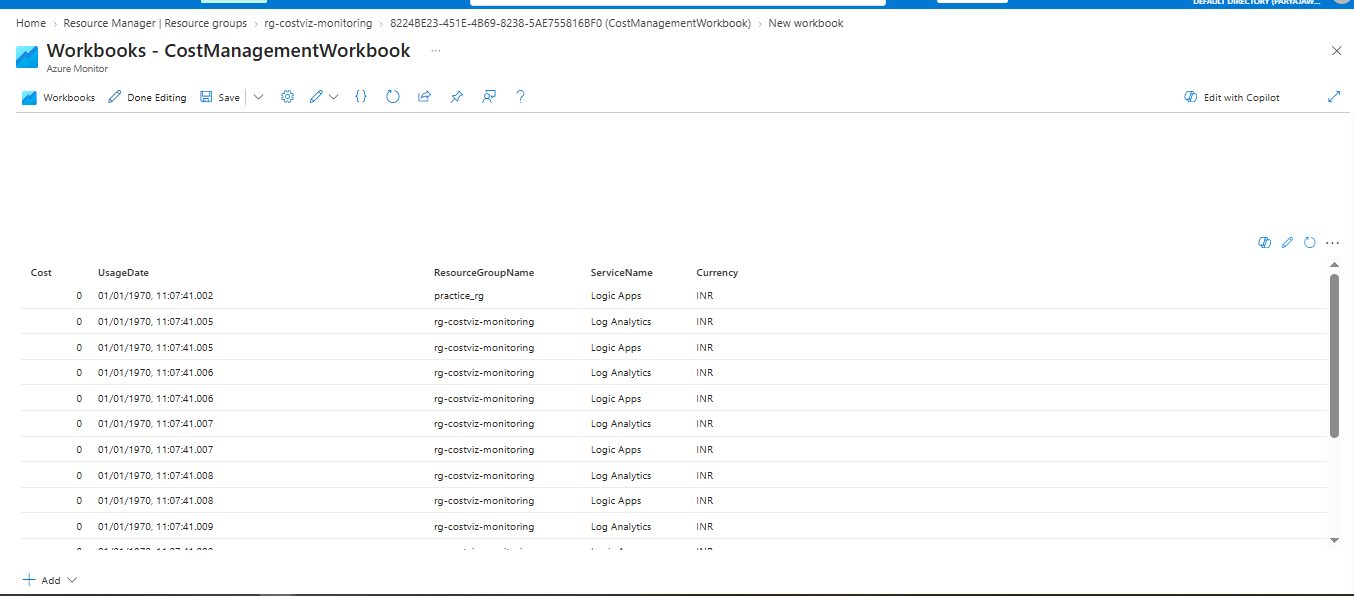 Home > Resource Manager | Resource groups > rg-costviz-monitoring > 8224BE23-451E-4B69-8238-5AE755816BF0 (CostManagementWorkbook) > New workbook
Workbooks - CostManagementWorkbook ...
Azure Monitor
Workbooks Done Editing Save {} ? Edit with Copilot
Cost UsageDate ResourceGroupName ServiceName Currency
0 01/01/1970, 11:07:41.002 practice_rg Logic Apps INR
0 01/01/1970, 11:07:41.005 rg-costviz-monitoring Log Analytics INR
0 01/01/1970, 11:07:41.005 rg-costviz-monitoring Logic Apps INR
0 01/01/1970, 11:07:41.006 rg-costviz-monitoring Log Analytics INR
0 01/01/1970, 11:07:41.006 rg-costviz-monitoring Logic Apps INR
0 01/01/1970, 11:07:41.007 rg-costviz-monitoring Log Analytics INR
0 01/01/1970, 11:07:41.007 rg-costviz-monitoring Logic Apps INR
0 01/01/1970, 11:07:41.008 rg-costviz-monitoring Log Analytics INR
0 01/01/1970, 11:07:41.008 rg-costviz-monitoring Logic Apps INR
0 01/01/1970, 11:07:41.009 rg-costviz-monitoring Log Analytics INR
Add